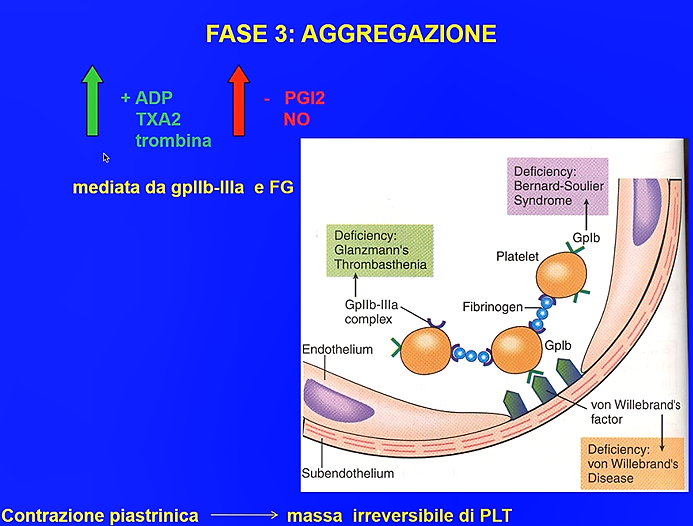 FASE 3: AGGREGAZIONE
+ ADP
TXA2
trombina
- PGI2
NO
mediata da gpIIb-IIIa e FG
Deficiency:
Bernard-Soulier
Syndrome
GpIb
Platelet
Deficiency:
Glanzmann's
Thrombasthenia
GpIIb-IIIa
complex
Fibrinogen
GpIb
Endothelium
von Willebrand's
factor
Deficiency:
von Willebrand's
Disease
Subendothelium
Contrazione piastrinica
massa irreversibile di PLT